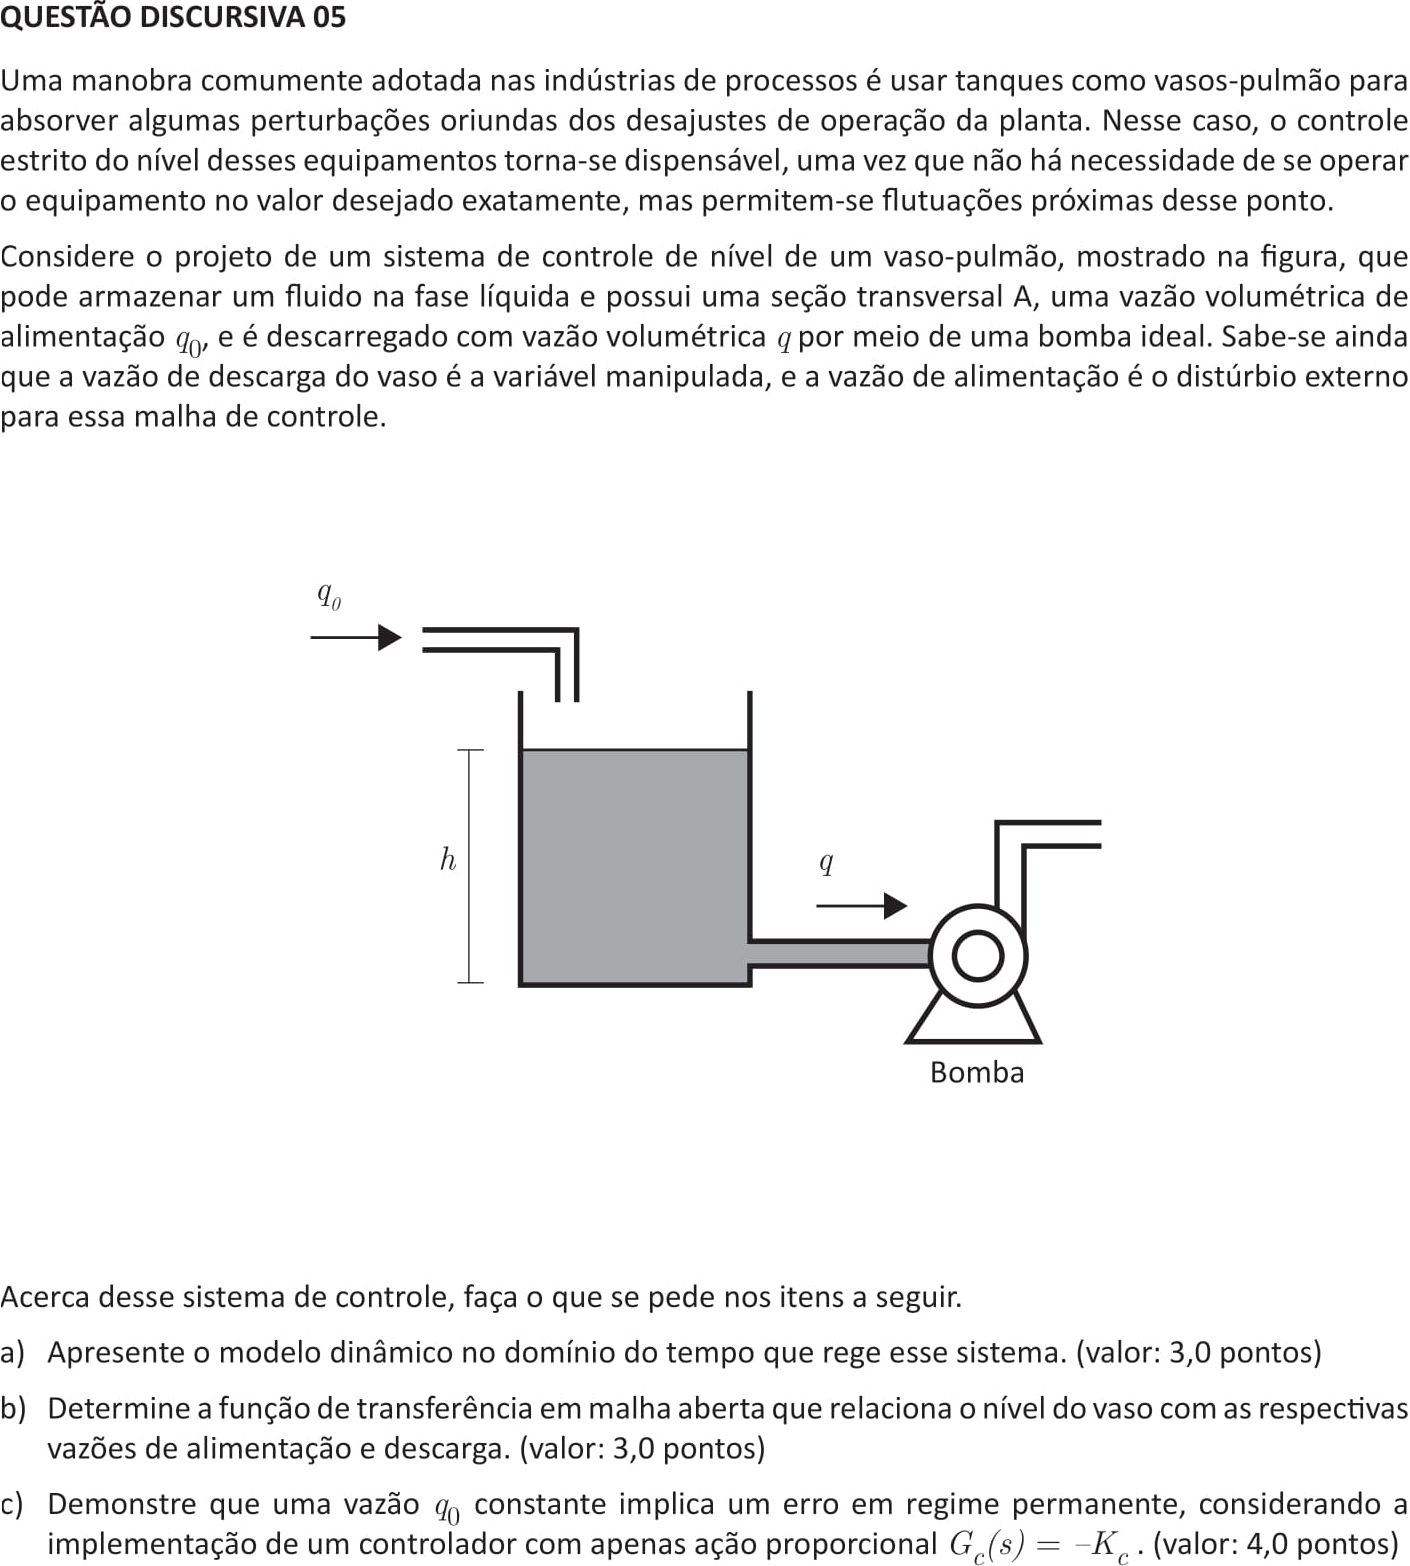 QUESTÃO DISCURSIVA 05
Uma manobra comumente adotada nas indústrias de processos é usar tanques como vasos-pulmão para
absorver algumas perturbações oriundas dos desajustes de operação da planta. Nesse caso, o controle
estrito do nível desses equipamentos torna-se dispensável, uma vez que não há necessidade de se operar
o equipamento no valor desejado exatamente, mas permitem-se flutuações próximas desse ponto.
Considere o projeto de um sistema de controle de nível de um vaso-pulmão, mostrado na figura, que
pode armazenar um fluido na fase líquida e possui uma seção transversal A, uma vazão volumétrica de
alimentação q₀, e é descarregado com vazão volumétrica q por meio de uma bomba ideal. Sabe-se ainda
que a vazão de descarga do vaso é a variável manipulada, e a vazão de alimentação é o distúrbio externo
para essa malha de controle.
q₀
h
q
Bomba
Acerca desse sistema de controle, faça o que se pede nos itens a seguir.
a) Apresente o modelo dinâmico no domínio do tempo que rege esse sistema. (valor: 3,0 pontos)
b) Determine a função de transferência em malha aberta que relaciona o nível do vaso com as respectivas
vazões de alimentação e descarga. (valor: 3,0 pontos)
c) Demonstre que uma vazão q₀ constante implica um erro em regime permanente, considerando a
implementação de um controlador com apenas ação proporcional G_c(s) = –K_c . (valor: 4,0 pontos)